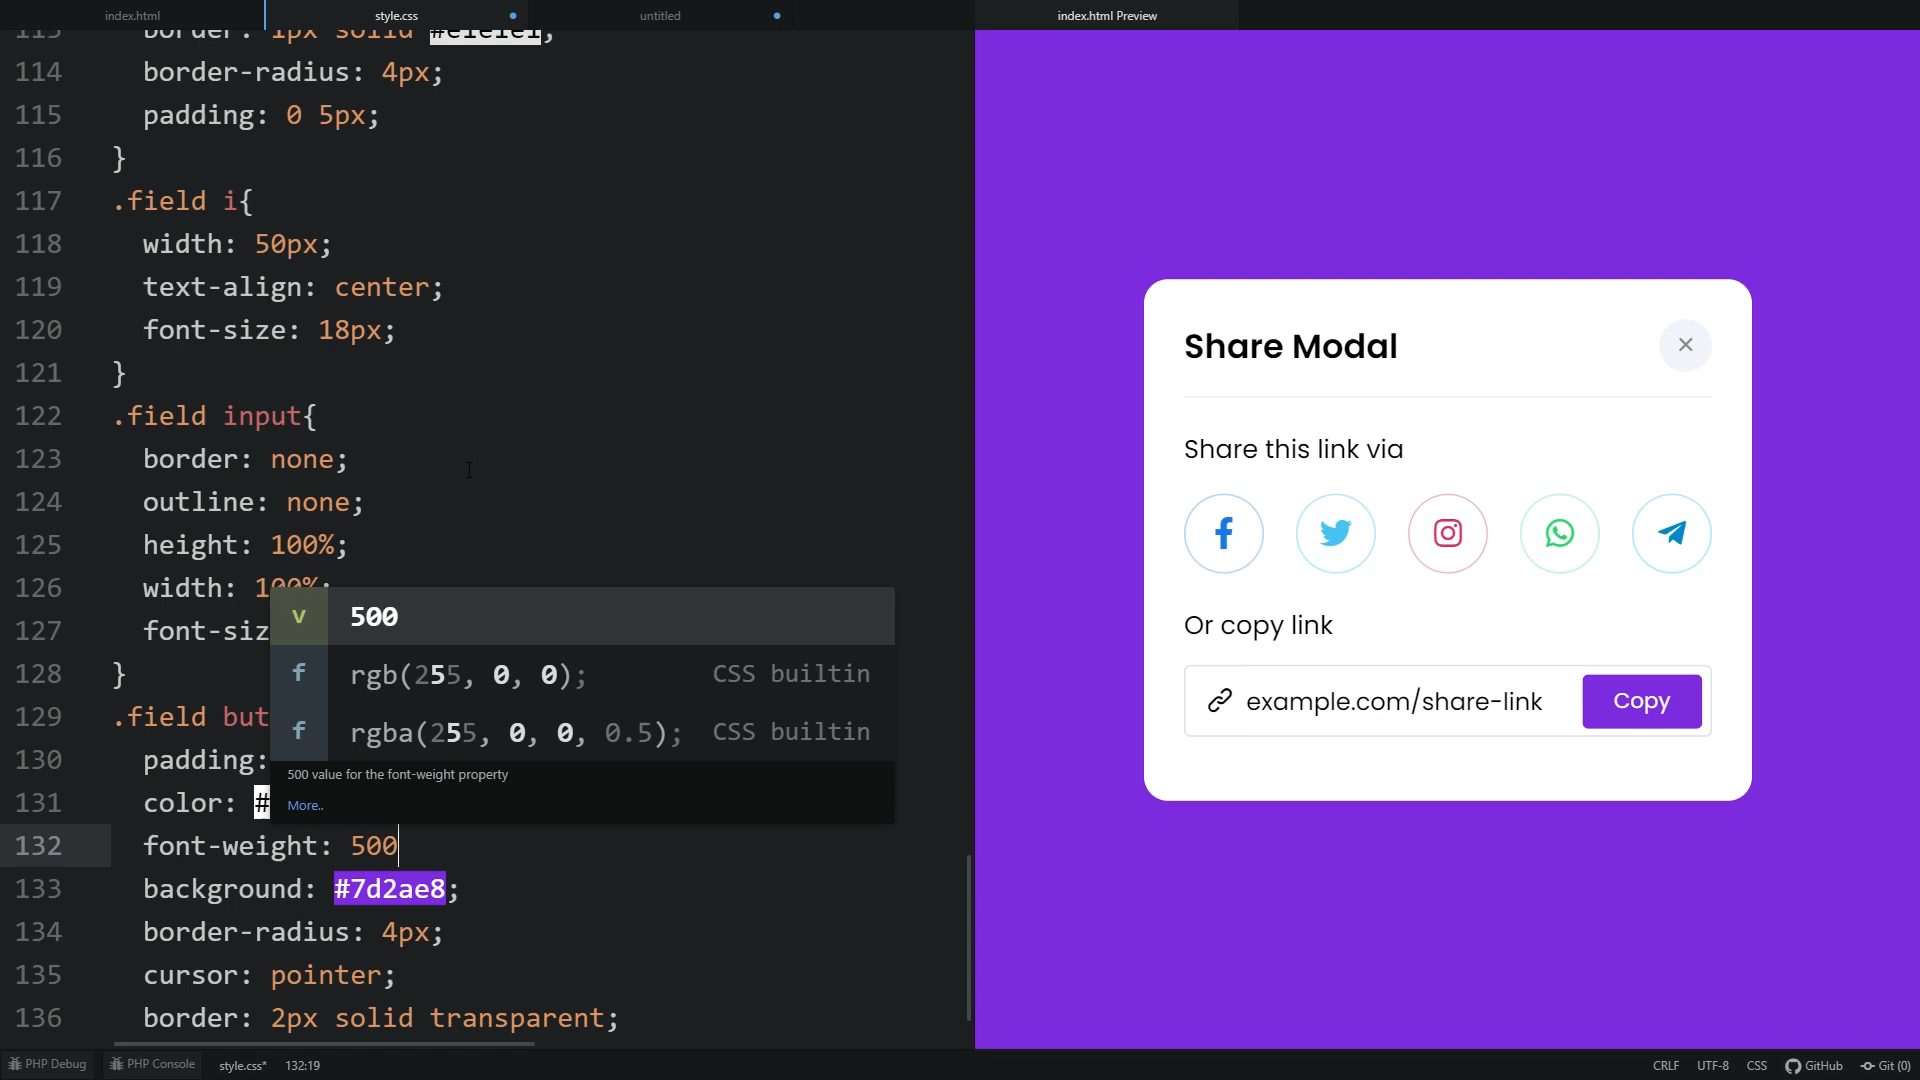 index.html
style.css
untitled
index.html Preview
113 border: 1px solid #e1e1e1;
114 border-radius: 4px;
115 padding: 0 5px;
116 }
117 .field i{
118 width: 50px;
119 text-align: center;
120 font-size: 18px;
121 }
122 .field input{
123 border: none;
124 outline: none;
125 height: 100%;
126 width: 100%;
127 font-siz
128 }
129 .field but
130 padding:
131 color: #
132 font-weight: 500
133 background: #7d2ae8;
134 border-radius: 4px;
135 cursor: pointer;
136 border: 2px solid transparent;
v 500
f rgb(255, 0, 0); CSS builtin
f rgba(255, 0, 0, 0.5); CSS builtin
500 value for the font-weight property
More..
Share Modal
Share this link via
Or copy link
example.com/share-link
Copy
PHP Debug
PHP Console
style.css*
132:19
CRLF
UTF-8
CSS
GitHub
Git (0)